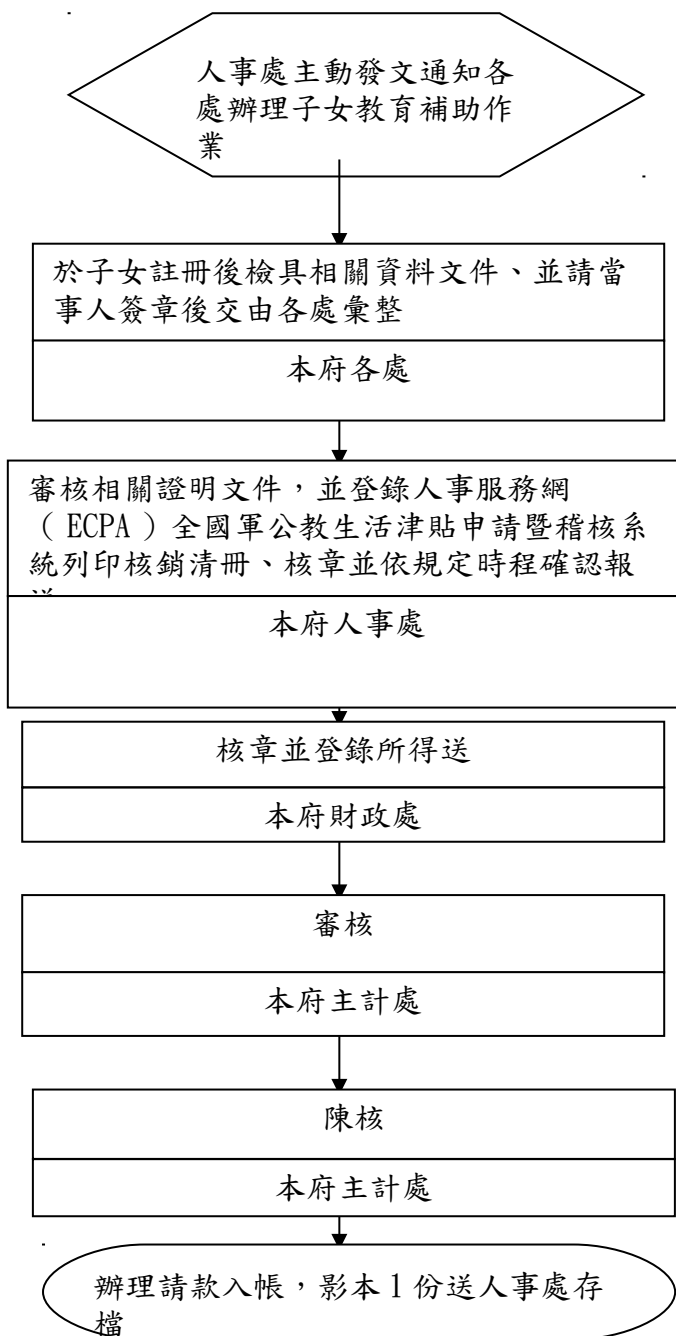 人事處主動發文通知各
處辦理子女教育補助作
業
於子女註冊後檢具相關資料文件、並請當
事人簽章後交由各處彙整
本府各處
審核相關證明文件，並登錄人事服務網
（ECPA）全國軍公教生活津貼申請暨稽核系
統列印核銷清冊、核章並依規定時程確認報
本府人事處
核章並登錄所得送
本府財政處
審核
本府主計處
陳核
本府主計處
辦理請款入帳，影本1份送人事處存
檔